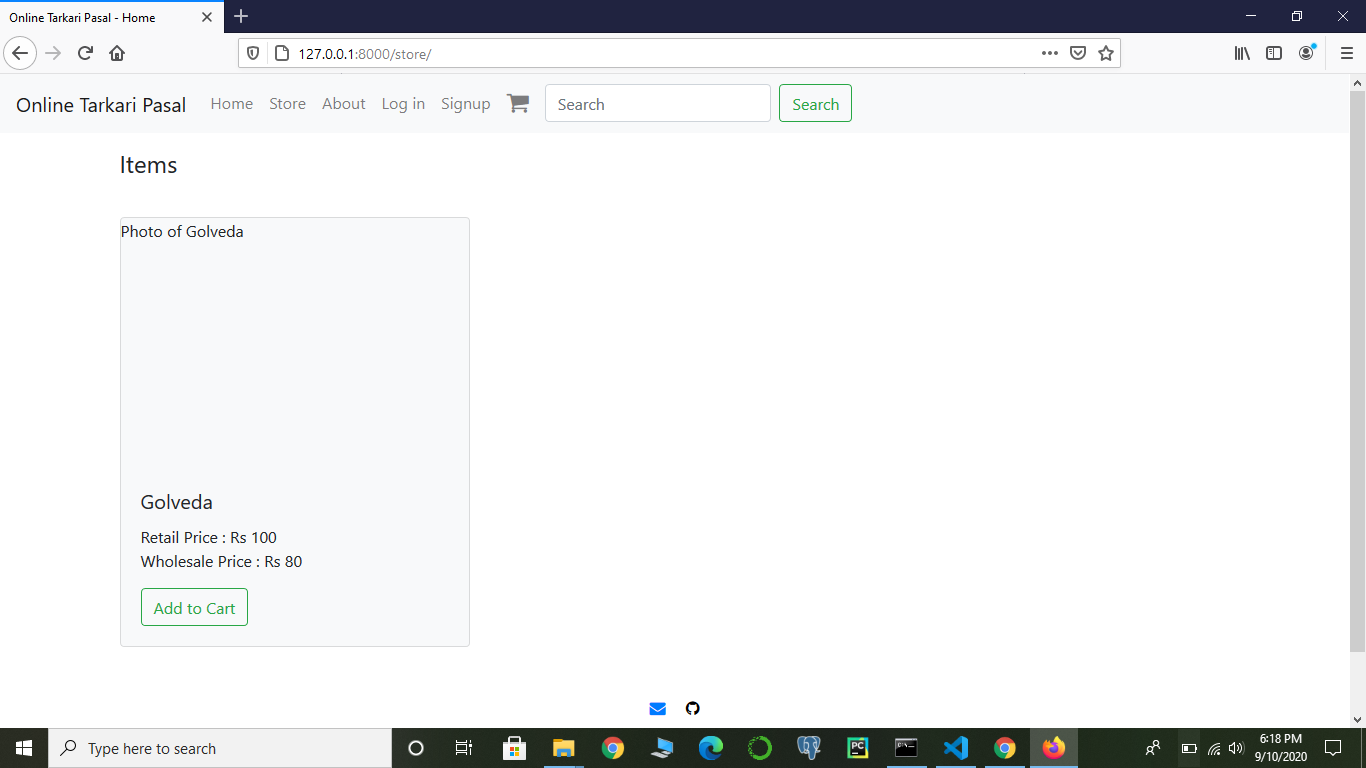 Online Tarkari Pasal - Home
127.0.0.1:8000/store/
Online Tarkari Pasal Home Store About Log in Signup Search Search
Items
Photo of Golveda
Golveda
Retail Price : Rs 100
Wholesale Price : Rs 80
Add to Cart
Type here to search
PC
6:18 PM
9/10/2020